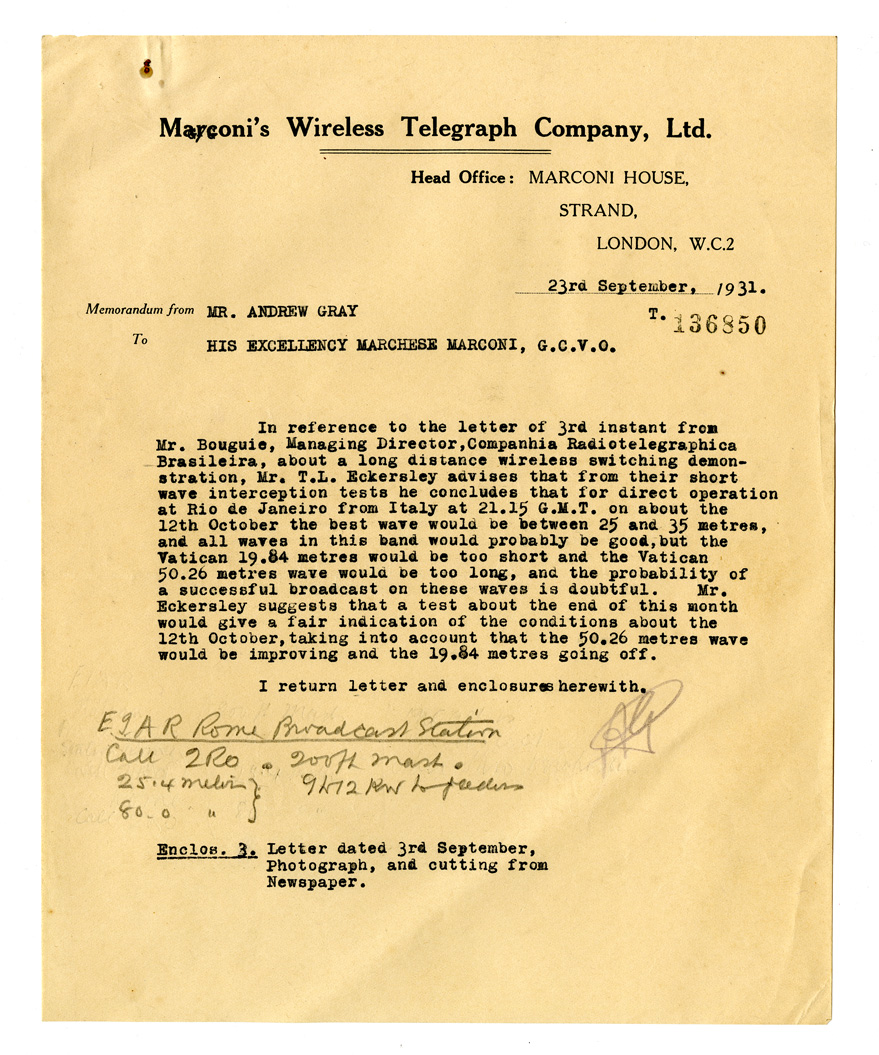 Marconi's Wireless Telegraph Company, Ltd.
Head Office: MARCONI HOUSE,
STRAND,
LONDON, W.C.2
23rd September, 1931.
Memorandum from MR. ANDREW GRAY
T. 136850
To HIS EXCELLENCY MARCHESE MARCONI, G.C.V.O.
In reference to the letter of 3rd instant from
Mr. Bouguie, Managing Director,Companhia Radiotelegraphica
Brasileira, about a long distance wireless switching demon-
stration, Mr. T.L. Eckersley advises that from their short
wave interception tests he concludes that for direct operation
at Rio de Janeiro from Italy at 21.15 G.M.T. on about the
12th October the best wave would be between 25 and 35 metres,
and all waves in this band would probably be good,but the
Vatican 19.84 metres would be too short and the Vatican
50.26 metres wave would be too long, and the probability of
a successful broadcast on these waves is doubtful. Mr.
Eckersley suggests that a test about the end of this month
would give a fair indication of the conditions about the
12th October,taking into account that the 50.26 metres wave
would be improving and the 19.84 metres going off.
I return letter and enclosures herewith.
E I A R Rome Broadcast Station
Call 2RO . 200ft mast .
25.4 metres } 9 to 12 KW to feeders
80.0 " }
Enclos. 3. Letter dated 3rd September,
Photograph, and cutting from
Newspaper.